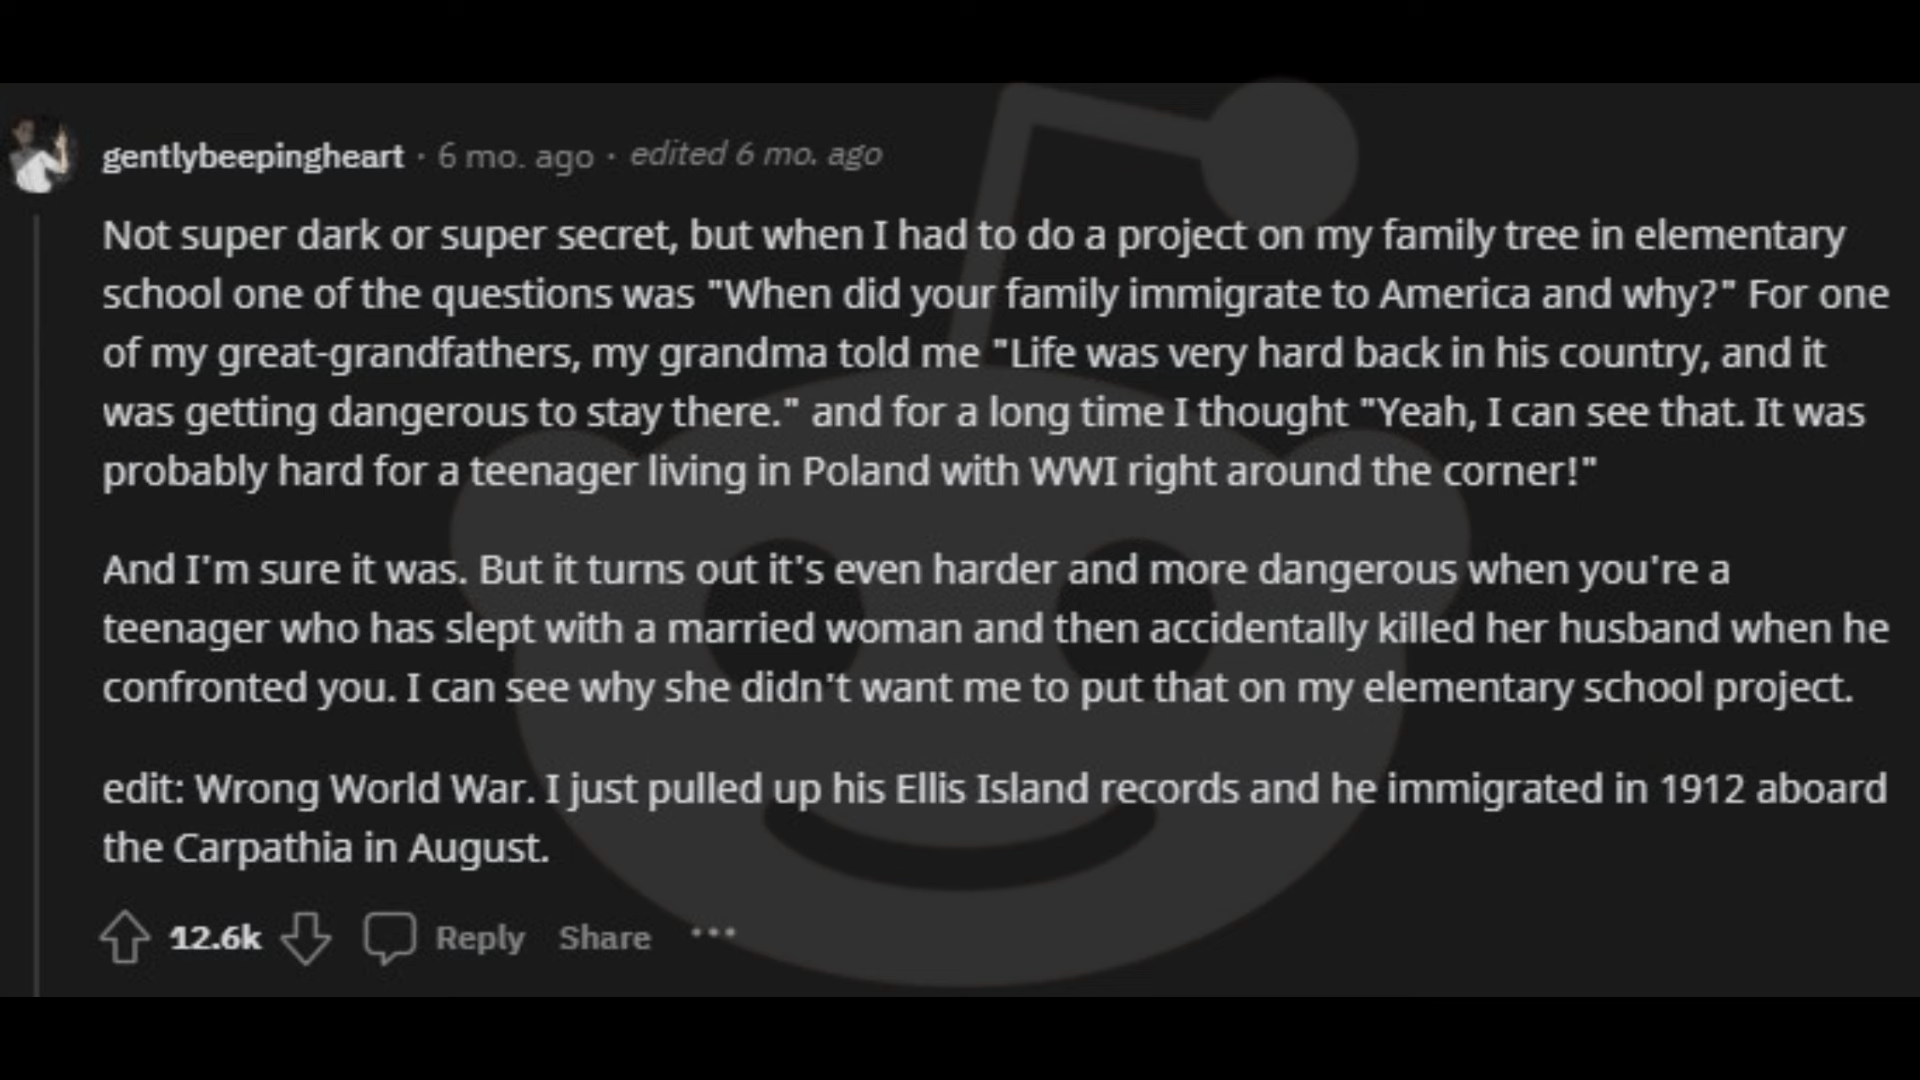 gentlybeepingheart · 6 mo. ago · edited 6 mo. ago
Not super dark or super secret, but when I had to do a project on my family tree in elementary
school one of the questions was "When did your family immigrate to America and why?" For one
of my great-grandfathers, my grandma told me "Life was very hard back in his country, and it
was getting dangerous to stay there." and for a long time I thought "Yeah, I can see that. It was
probably hard for a teenager living in Poland with WWI right around the corner!"
And I'm sure it was. But it turns out it's even harder and more dangerous when you're a
teenager who has slept with a married woman and then accidentally killed her husband when he
confronted you. I can see why she didn't want me to put that on my elementary school project.
edit: Wrong World War. I just pulled up his Ellis Island records and he immigrated in 1912 aboard
the Carpathia in August.
12.6k Reply Share ···